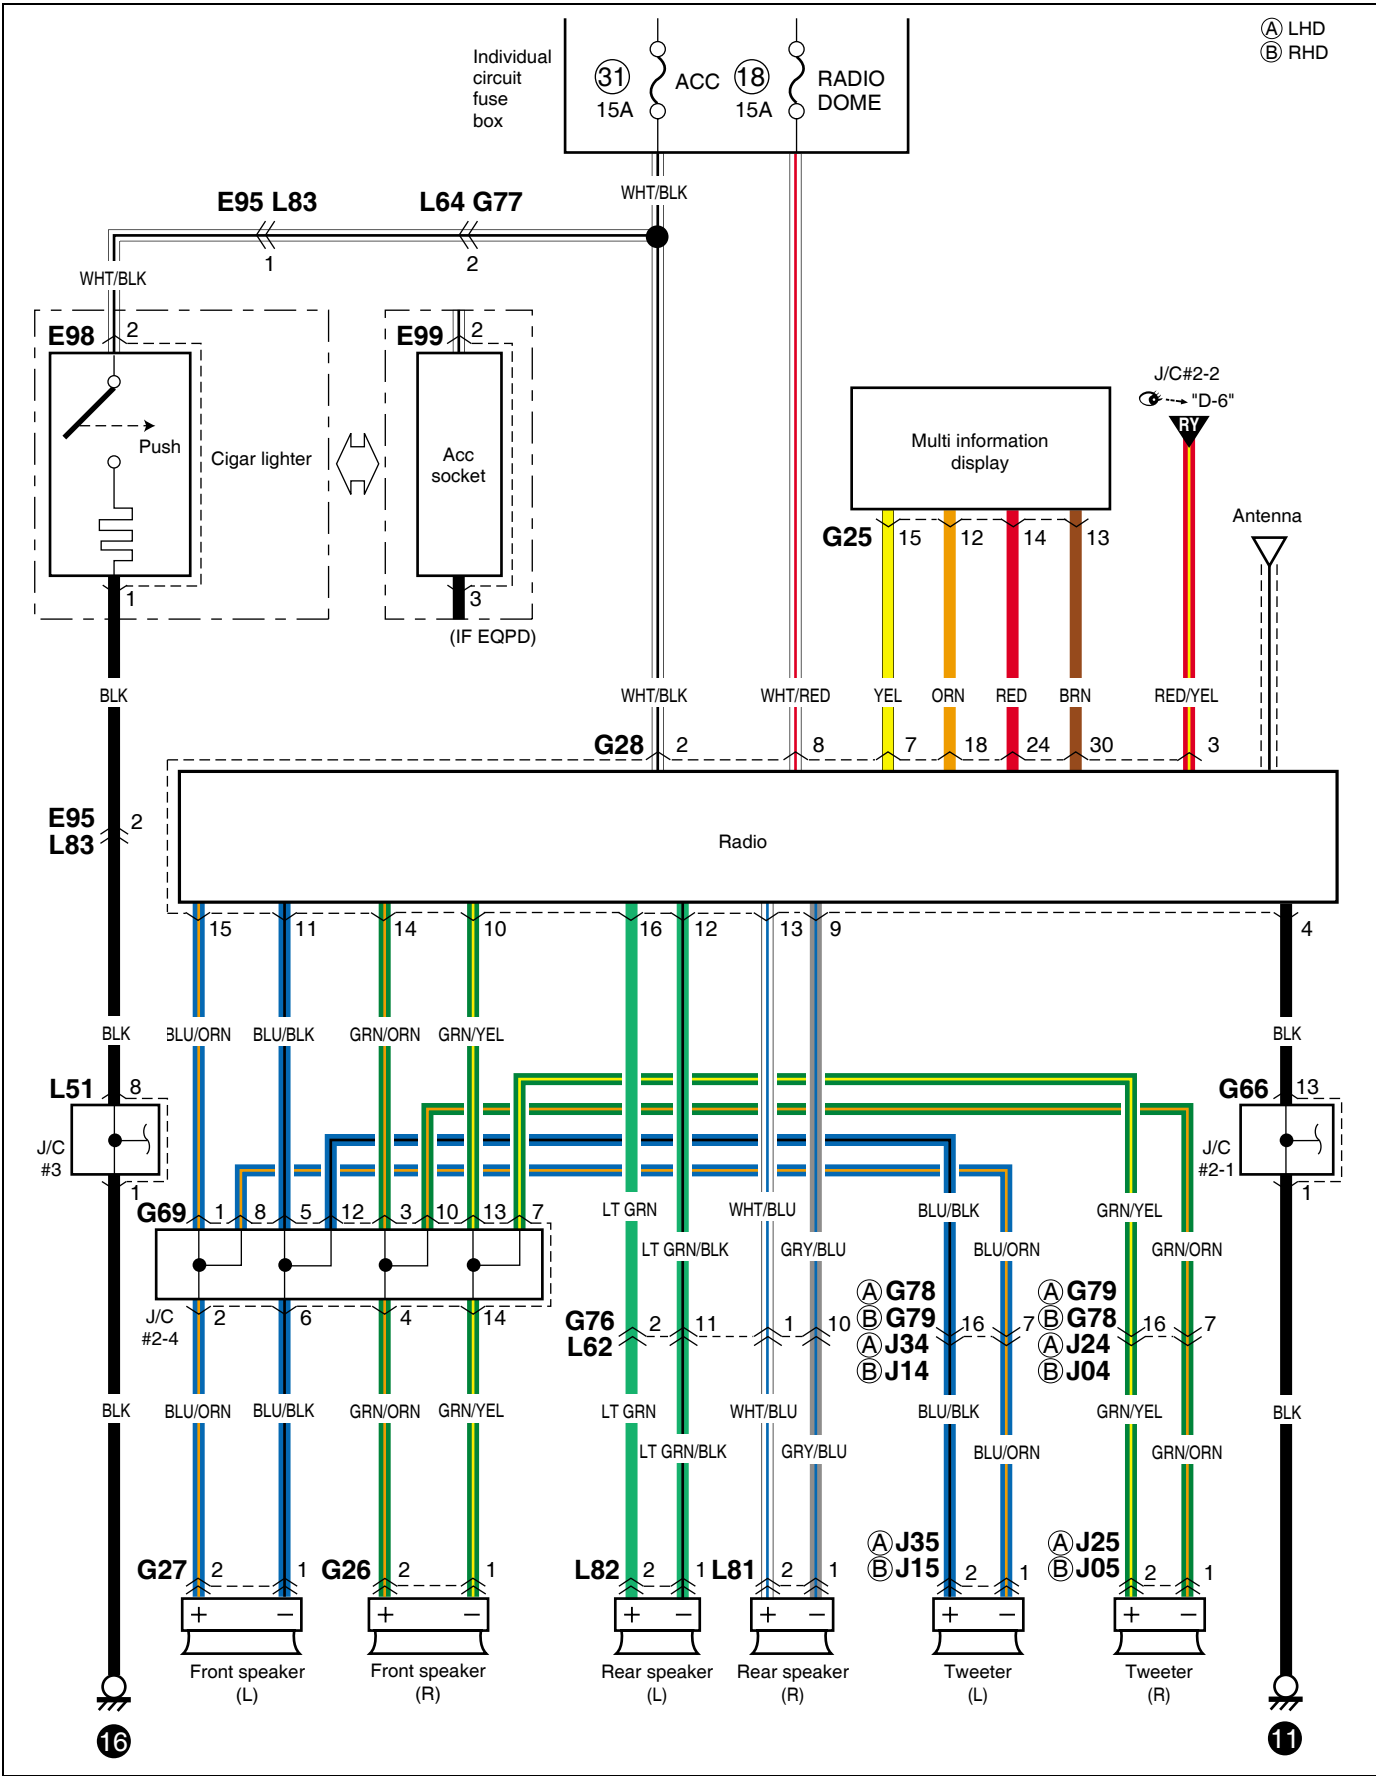 Ⓐ LHD
Ⓑ RHD
Individual
circuit
fuse
box
31
15A
ACC
18
15A
RADIO
DOME
WHT/BLK
E95 L83
L64 G77
1
2
WHT/BLK
E98
2
E99
2
Push
Cigar lighter
Acc
socket
1
3
(IF EQPD)
Multi information
display
J/C#2-2
"D-6"
RY
Antenna
G25
15
12
14
13
BLK
WHT/BLK
WHT/RED
YEL
ORN
RED
BRN
RED/YEL
G28
2
8
7
18
24
30
3
E95
L83
2
Radio
15
11
14
10
16
12
13
9
4
BLK
BLU/ORN
BLU/BLK
GRN/ORN
GRN/YEL
BLK
L51
8
J/C
#3
1
G66
13
J/C
#2-1
1
G69
1
8
5
12
3
10
13
7
LT GRN
WHT/BLU
BLU/BLK
GRN/YEL
LT GRN/BLK
GRY/BLU
BLU/ORN
GRN/ORN
J/C
#2-4
2
6
4
14
G76
L62
2
11
1
10
Ⓐ G78
Ⓑ G79
Ⓐ J34
Ⓑ J14
16
7
Ⓐ G79
Ⓑ G78
Ⓐ J24
Ⓑ J04
16
7
BLK
BLU/ORN
BLU/BLK
GRN/ORN
GRN/YEL
LT GRN
WHT/BLU
BLU/BLK
GRN/YEL
BLK
LT GRN/BLK
GRY/BLU
BLU/ORN
GRN/ORN
G27
2
1
G26
2
1
L82
2
1
L81
2
1
Ⓐ J35
Ⓑ J15
2
1
Ⓐ J25
Ⓑ J05
2
1
+ −
+ −
+ −
+ −
+ −
+ −
Front speaker
(L)
Front speaker
(R)
Rear speaker
(L)
Rear speaker
(R)
Tweeter
(L)
Tweeter
(R)
16
11